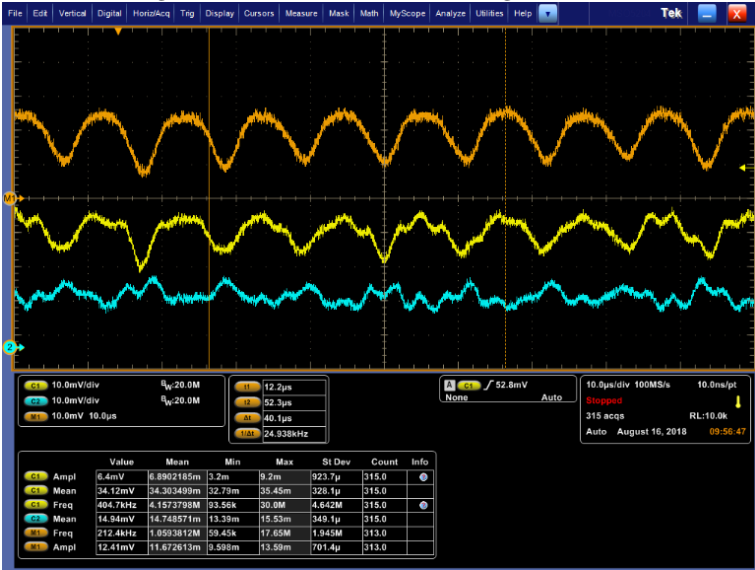 File Edit Vertical Digital Horiz/Acq Trig Display Cursors Measure Mask Math MyScope Analyze Utilities Help Tek X
M1
2
C1 10.0mV/div BW:20.0M
C2 10.0mV/div BW:20.0M
M1 10.0mV 10.0µs
t1 12.2µs
t2 52.3µs
Δt 40.1µs
1/Δt 24.938kHz
A C1 ∫ 52.8mV
None Auto
10.0µs/div 100MS/s 10.0ns/pt
Stopped
315 acqs RL:10.0k
Auto August 16, 2018 09:56:47
Value Mean Min Max St Dev Count Info
C1 Ampl 6.4mV 6.8902185m 3.2m 9.2m 923.7µ 315.0
C1 Mean 34.12mV 34.303499m 32.79m 35.45m 328.1µ 315.0
C1 Freq 404.7kHz 4.1573798M 93.56k 30.0M 4.642M 315.0
C2 Mean 14.94mV 14.748571m 13.39m 15.53m 349.1µ 315.0
M1 Freq 212.4kHz 1.0593812M 59.45k 17.65M 1.945M 313.0
M1 Ampl 12.41mV 11.672613m 9.598m 13.59m 701.4µ 313.0